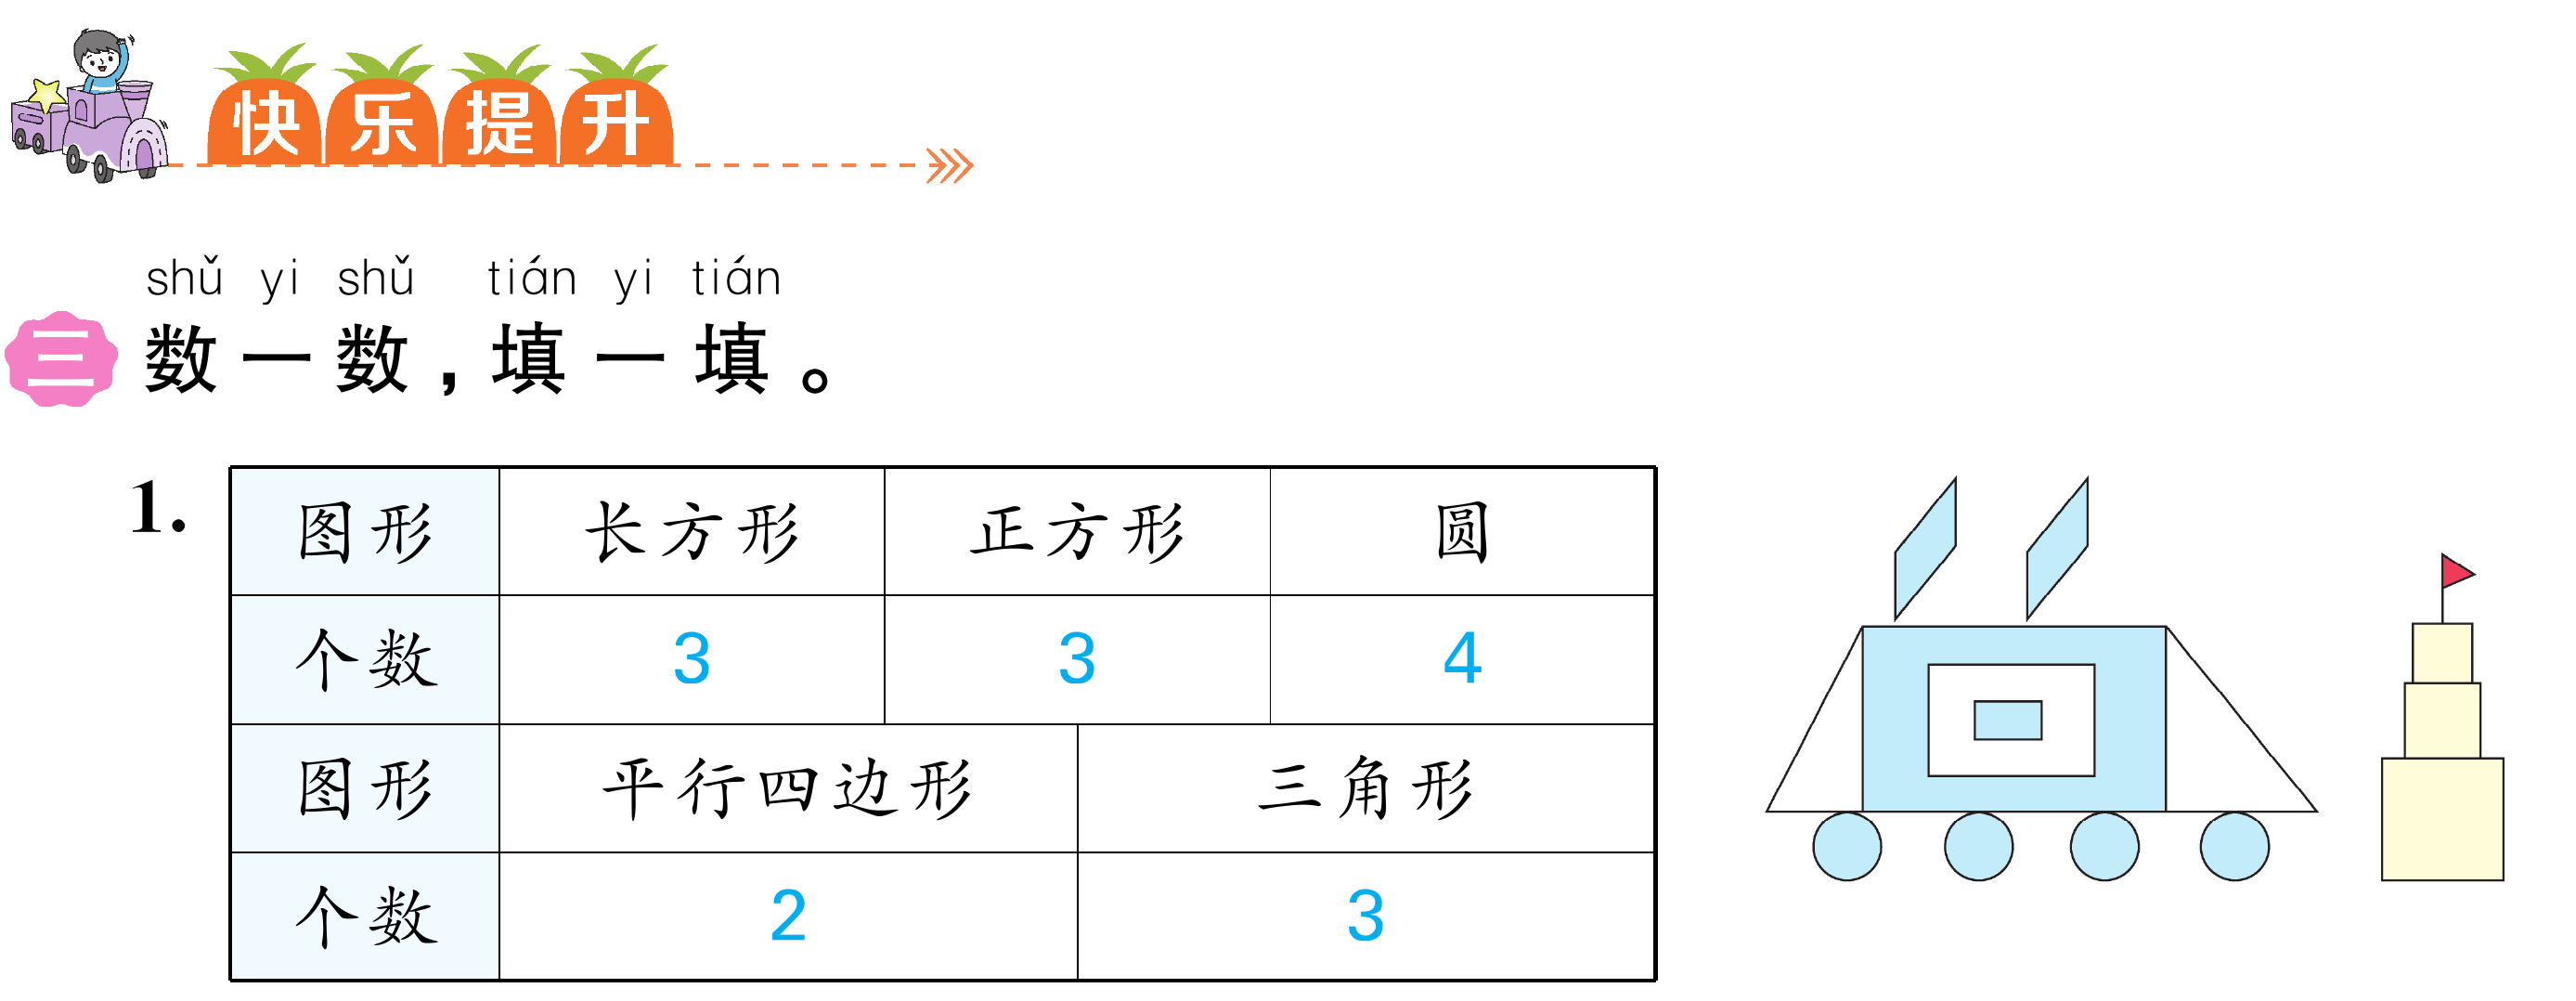 快乐提升
shǔ yi shǔ tián yi tián
三 数一数，填一填。
1.
图形 长方形 正方形 圆
个数 3 3 4
图形 平行四边形 三角形
个数 2 3